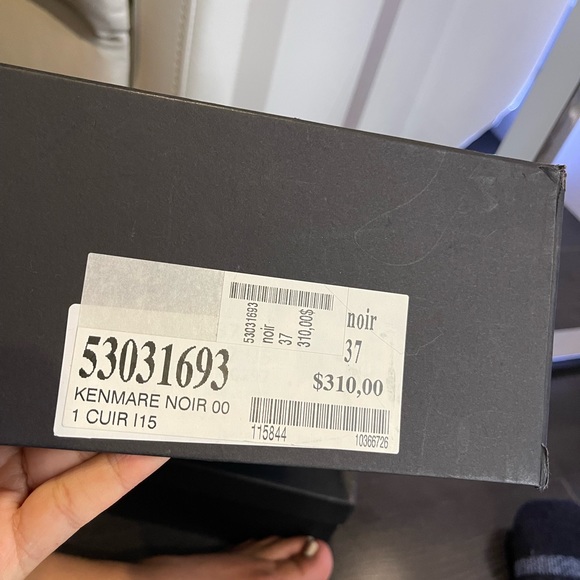 53031693
noir
37
310,00$
noir
37
53031693
$310,00
KENMARE NOIR 00
1 CUIR I15
115844
10366726